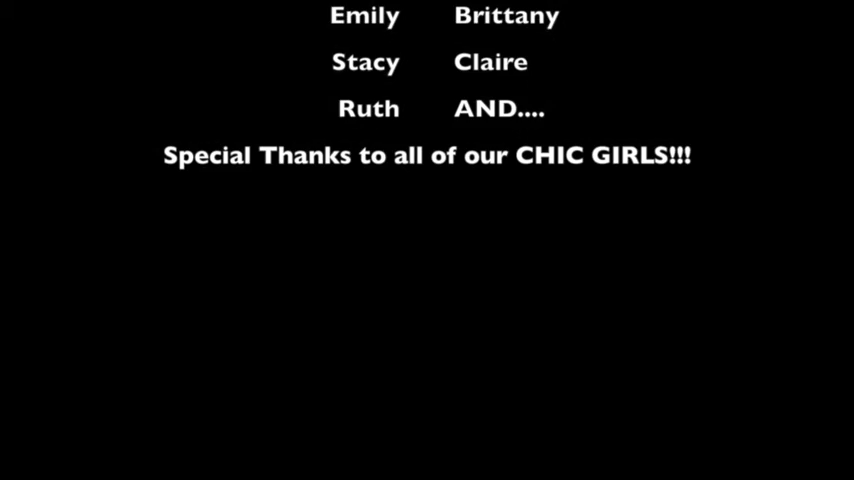 Emily Brittany
Stacy Claire
Ruth AND....
Special Thanks to all of our CHIC GIRLS!!!